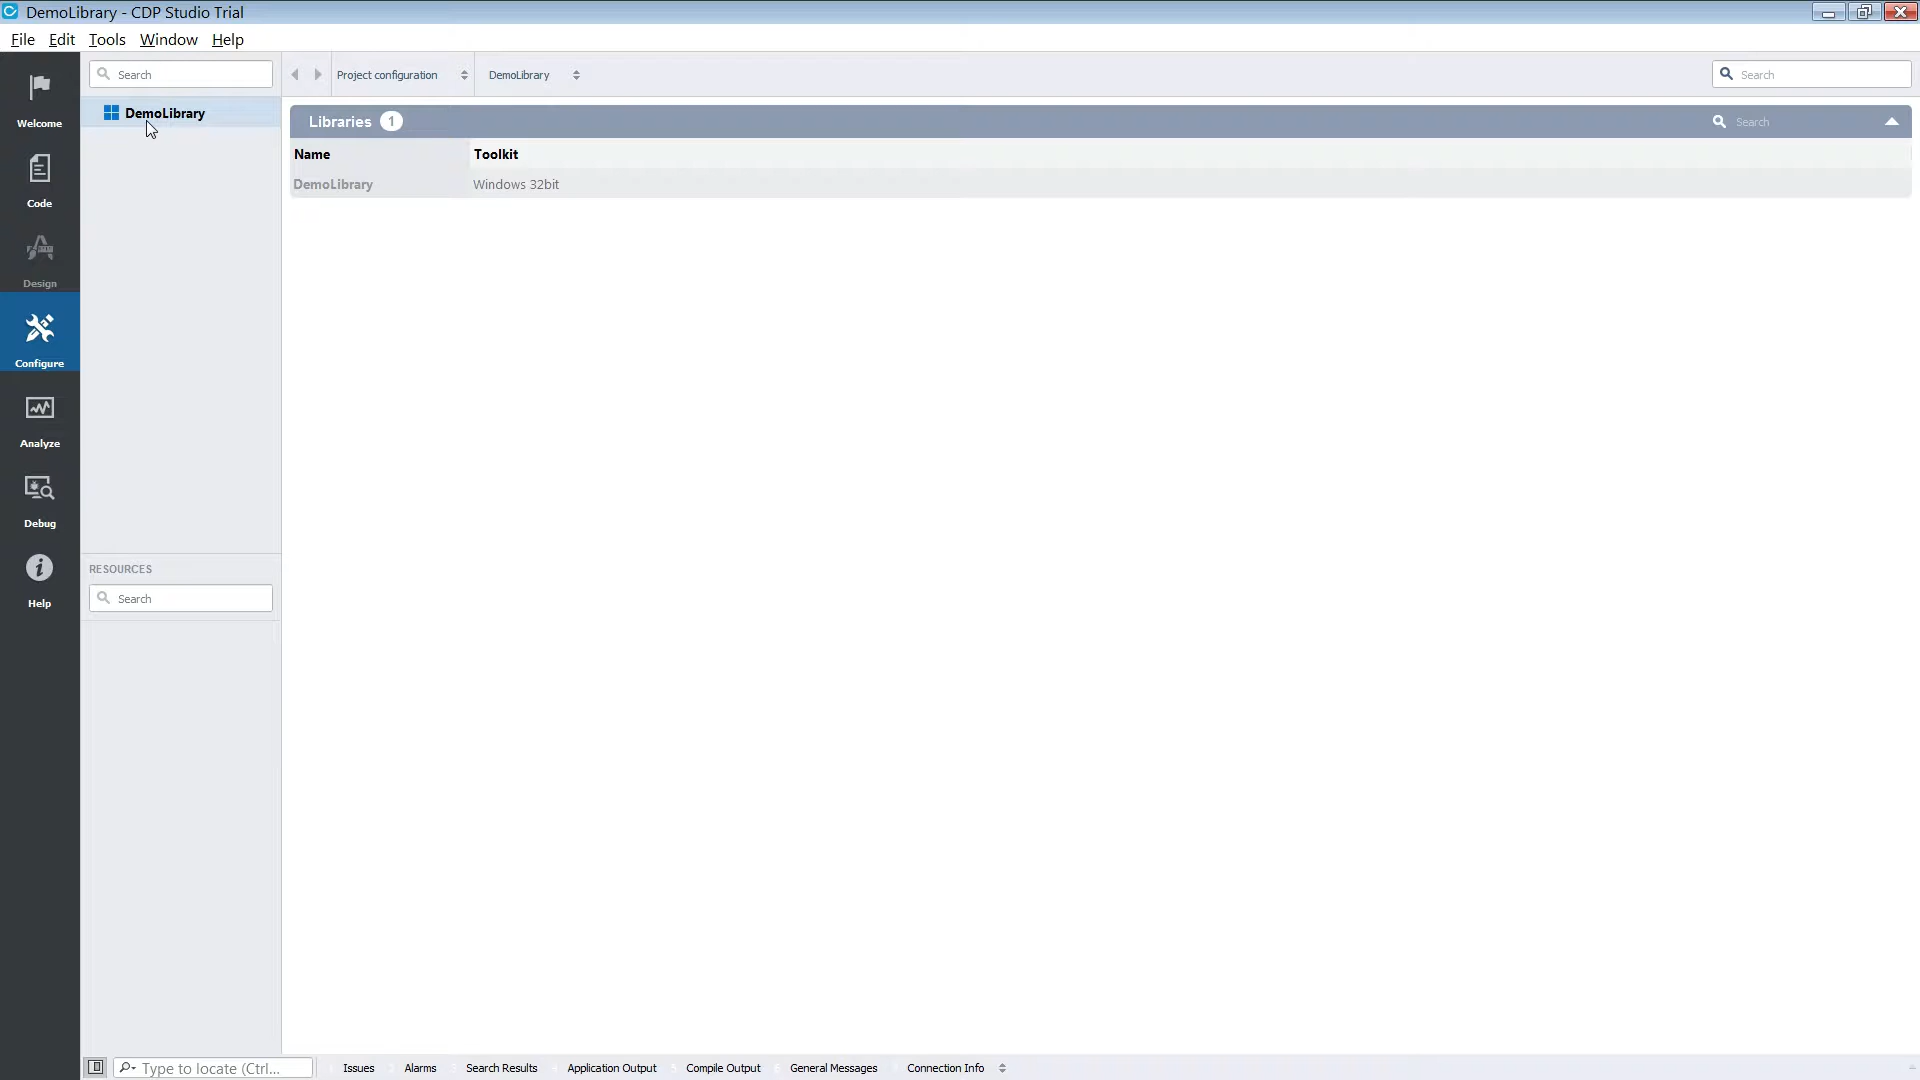 DemoLibrary - CDP Studio Trial
File Edit Tools Window Help
Search
Project configuration
DemoLibrary
Search
Welcome
DemoLibrary
Libraries 1
Search
Name Toolkit
DemoLibrary Windows 32bit
Code
Design
Configure
Analyze
Debug
Help
RESOURCES
Search
Type to locate (Ctrl...
Issues Alarms Search Results Application Output Compile Output General Messages Connection Info